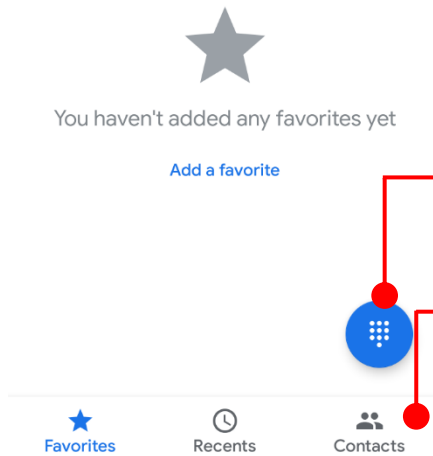 You haven't added any favorites yet
Add a favorite
Favorites Recents Contacts